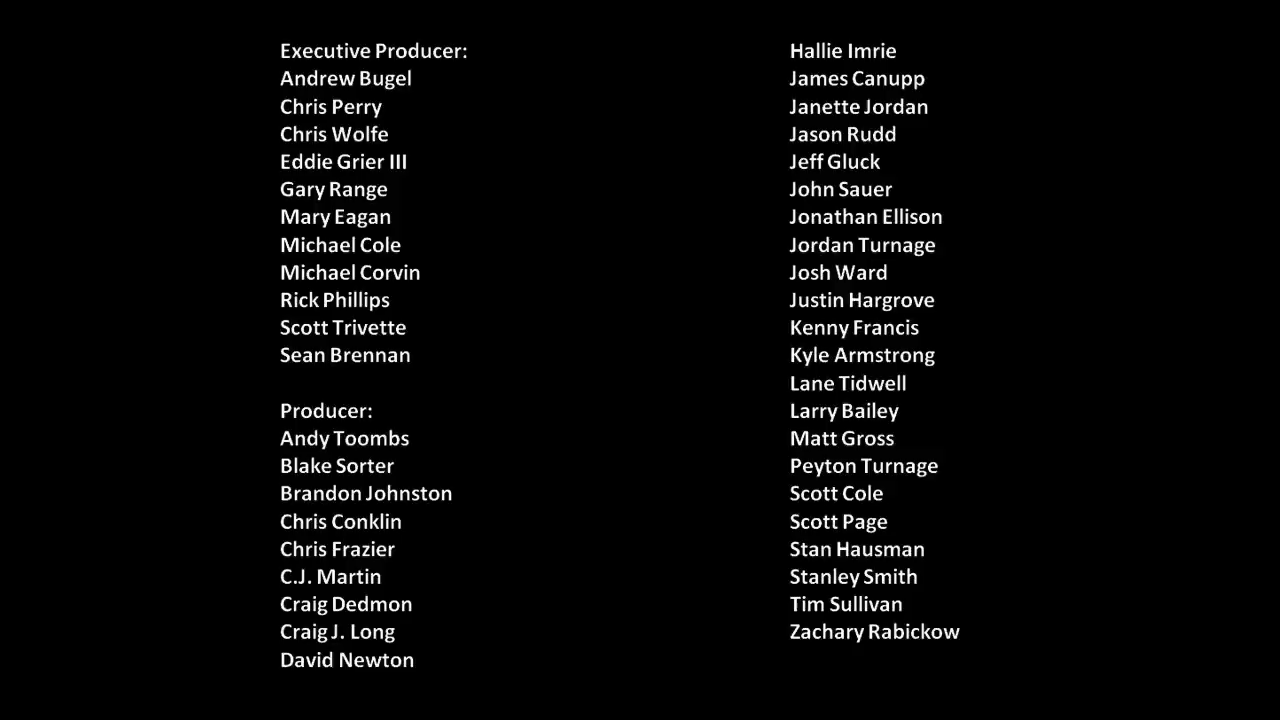 Executive Producer:
Andrew Bugel
Chris Perry
Chris Wolfe
Eddie Grier III
Gary Range
Mary Eagan
Michael Cole
Michael Corvin
Rick Phillips
Scott Trivette
Sean Brennan
Producer:
Andy Toombs
Blake Sorter
Brandon Johnston
Chris Conklin
Chris Frazier
C.J. Martin
Craig Dedmon
Craig J. Long
David Newton
Hallie Imrie
James Canupp
Janette Jordan
Jason Rudd
Jeff Gluck
John Sauer
Jonathan Ellison
Jordan Turnage
Josh Ward
Justin Hargrove
Kenny Francis
Kyle Armstrong
Lane Tidwell
Larry Bailey
Matt Gross
Peyton Turnage
Scott Cole
Scott Page
Stan Hausman
Stanley Smith
Tim Sullivan
Zachary Rabickow